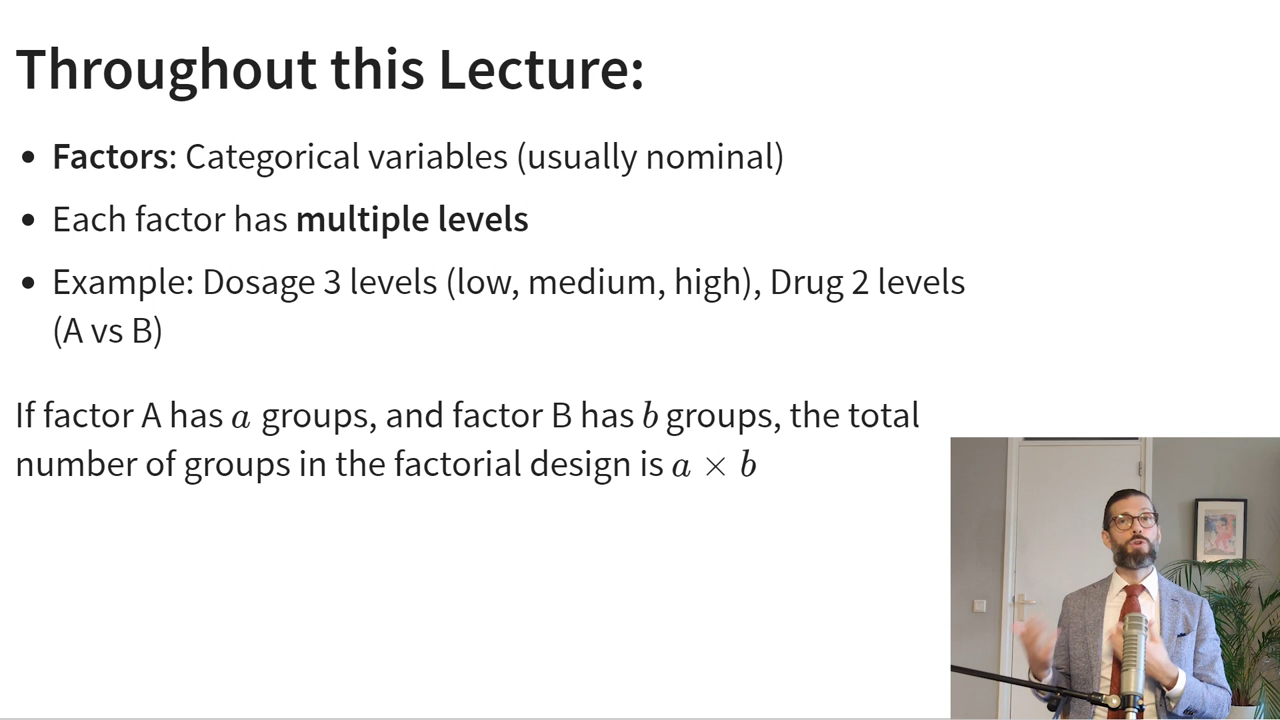 Throughout this Lecture:
• Factors: Categorical variables (usually nominal)
• Each factor has multiple levels
• Example: Dosage 3 levels (low, medium, high), Drug 2 levels
(A vs B)
If factor A has a groups, and factor B has b groups, the total
number of groups in the factorial design is a × b